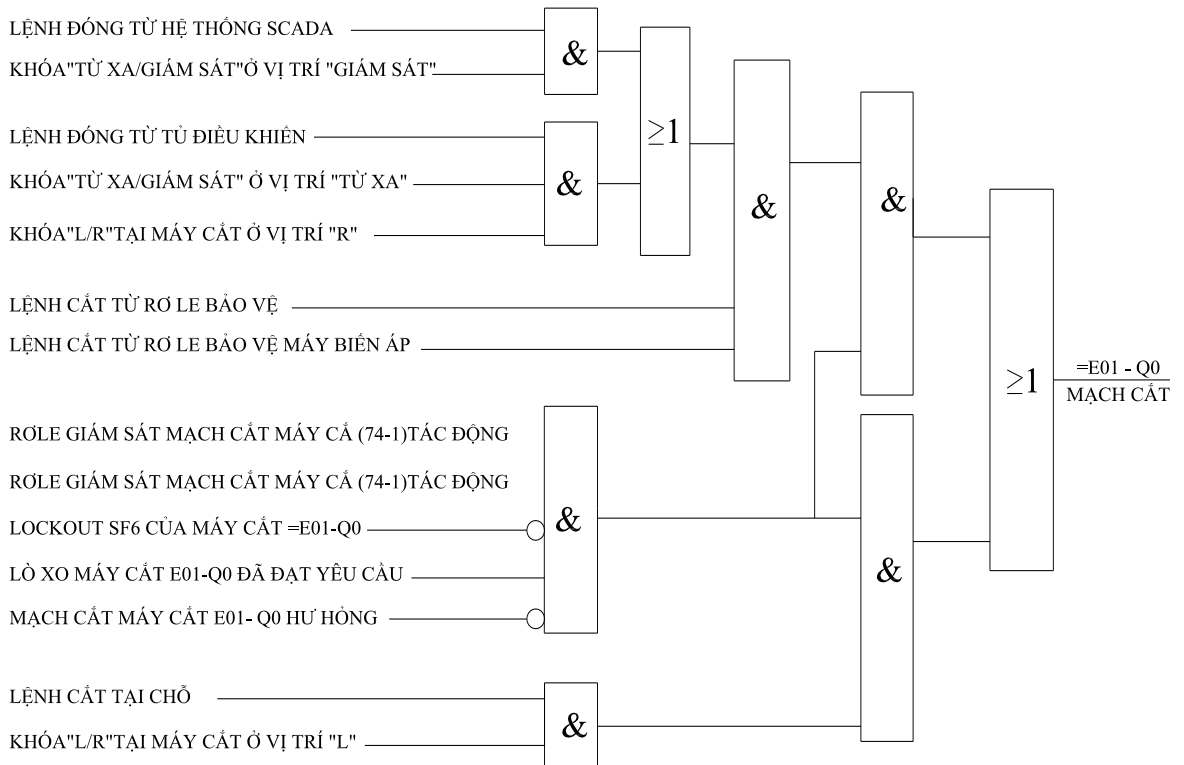 LỆNH ĐÓNG TỪ HỆ THỐNG SCADA
&
KHÓA"TỪ XA/GIÁM SÁT"Ở VỊ TRÍ "GIÁM SÁT"
≥1
LỆNH ĐÓNG TỪ TỦ ĐIỀU KHIỂN
KHÓA"TỪ XA/GIÁM SÁT" Ở VỊ TRÍ "TỪ XA"
&
&
&
KHÓA"L/R"TẠI MÁY CẮT Ở VỊ TRÍ "R"
LỆNH CẮT TỪ RƠ LE BẢO VỆ
LỆNH CẮT TỪ RƠ LE BẢO VỆ MÁY BIẾN ÁP
≥1
=E01 - Q0
MẠCH CẮT
RƠLE GIÁM SÁT MẠCH CẮT MÁY CẮ (74-1)TÁC ĐỘNG
RƠLE GIÁM SÁT MẠCH CẮT MÁY CẮ (74-1)TÁC ĐỘNG
LOCKOUT SF6 CỦA MÁY CẮT =E01-Q0
&
LÒ XO MÁY CẮT E01-Q0 ĐÃ ĐẠT YÊU CẦU
&
MẠCH CẮT MÁY CẮT E01- Q0 HƯ HỎNG
LỆNH CẮT TẠI CHỖ
&
KHÓA"L/R"TẠI MÁY CẮT Ở VỊ TRÍ "L"